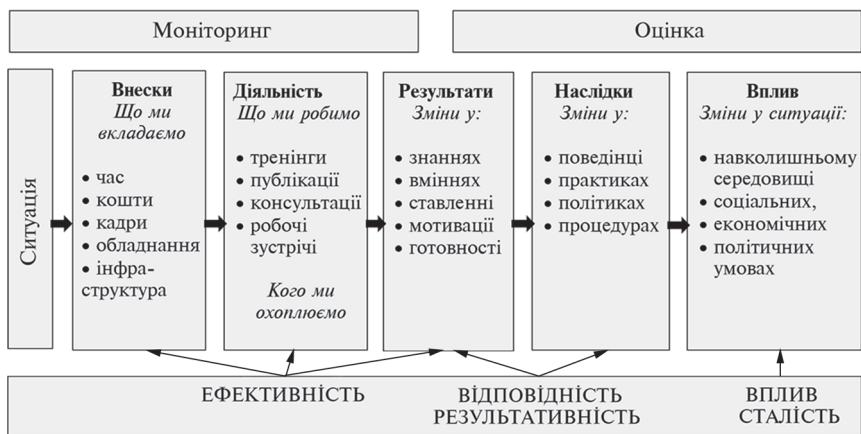 Моніторинг
Оцінка
Ситуація
Внески
Що ми
вкладаємо
• час
• кошти
• кадри
• обладнання
• інфра-
структура
Діяльність
Що ми робимо
• тренінги
• публікації
• консультації
• робочі
зустрічі
Кого ми
охоплюємо
Результати
Зміни у:
• знаннях
• вміннях
• ставленні
• мотивації
• готовності
Наслідки
Зміни у:
• поведінці
• практиках
• політиках
• процедурах
Вплив
Зміни у ситуації:
• навколишньому
середовищі
• соціальних,
• економічних
• політичних
умовах
ЕФЕКТИВНІСТЬ
ВІДПОВІДНІСТЬ
РЕЗУЛЬТАТИВНІСТЬ
ВПЛИВ
СТАЛІСТЬ